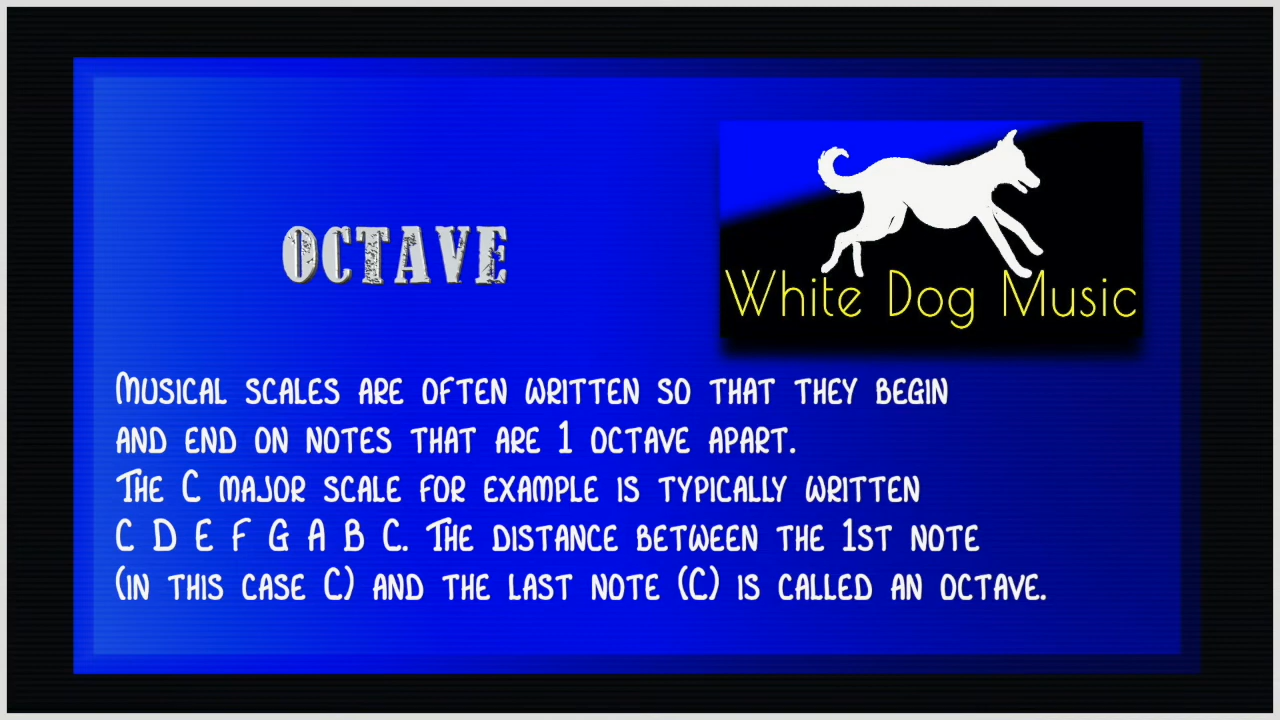 OCTAVE
White Dog Music
Musical scales are often written so that they begin
and end on notes that are 1 octave apart.
The C major scale for example is typically written
C D E F G A B C. The distance between the 1st note
(in this case C) and the last note (C) is called an octave.